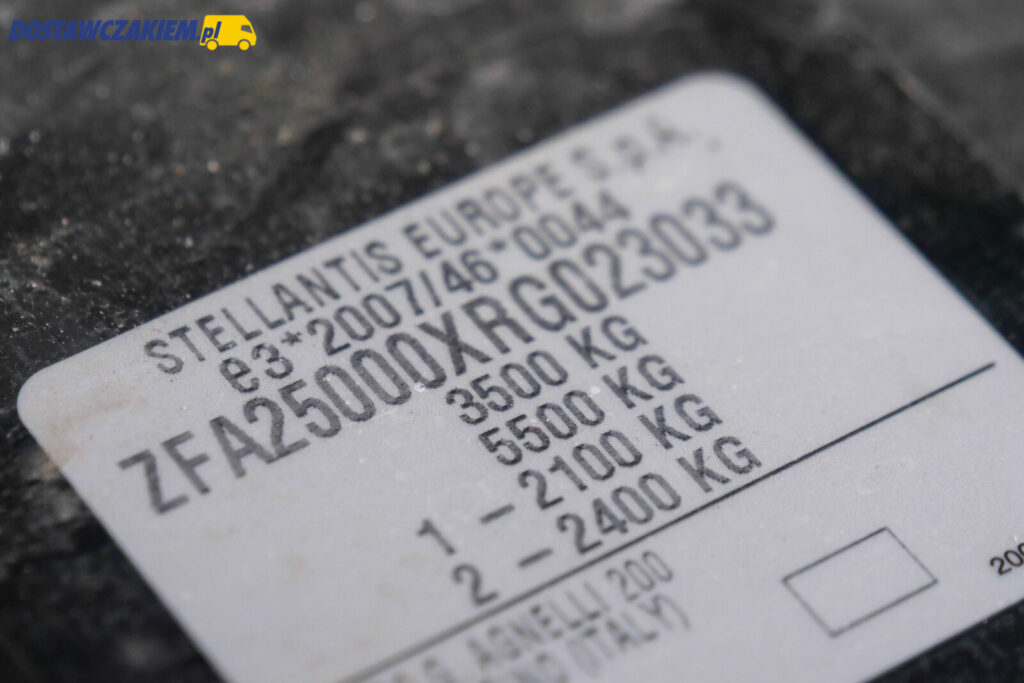 DOSTAWCZAKIEM.pl
STELLANTIS EUROPE S.p.A.
e3*2007/46*0044
ZFA25000XRG023033
3500 KG
5500 KG
1 - 2100 KG
2 - 2400 KG
G. AGNELLI 200
(ITALY)
200